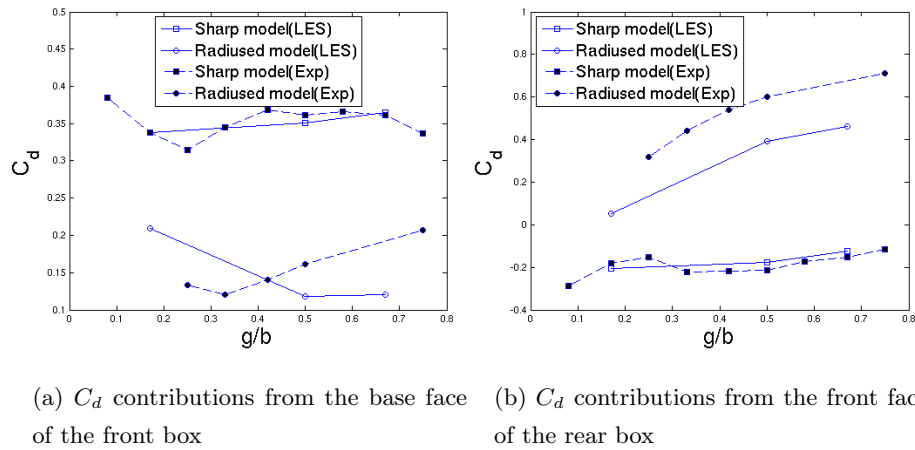 0.5
0.45
0.4
0.35
0.3
0.25
0.2
0.15
0.1
C_d
Sharp model(LES)
Radiused model(LES)
Sharp model(Exp)
Radiused model(Exp)
0 0.1 0.2 0.3 0.4 0.5 0.6 0.7 0.8
g/b
1
0.8
0.6
0.4
0.2
0
-0.2
-0.4
C_d
Sharp model(LES)
Radiused model(LES)
Sharp model(Exp)
Radiused model(Exp)
0 0.1 0.2 0.3 0.4 0.5 0.6 0.7 0.8
g/b
(a) C_d contributions from the base face
of the front box
(b) C_d contributions from the front fac
of the rear box